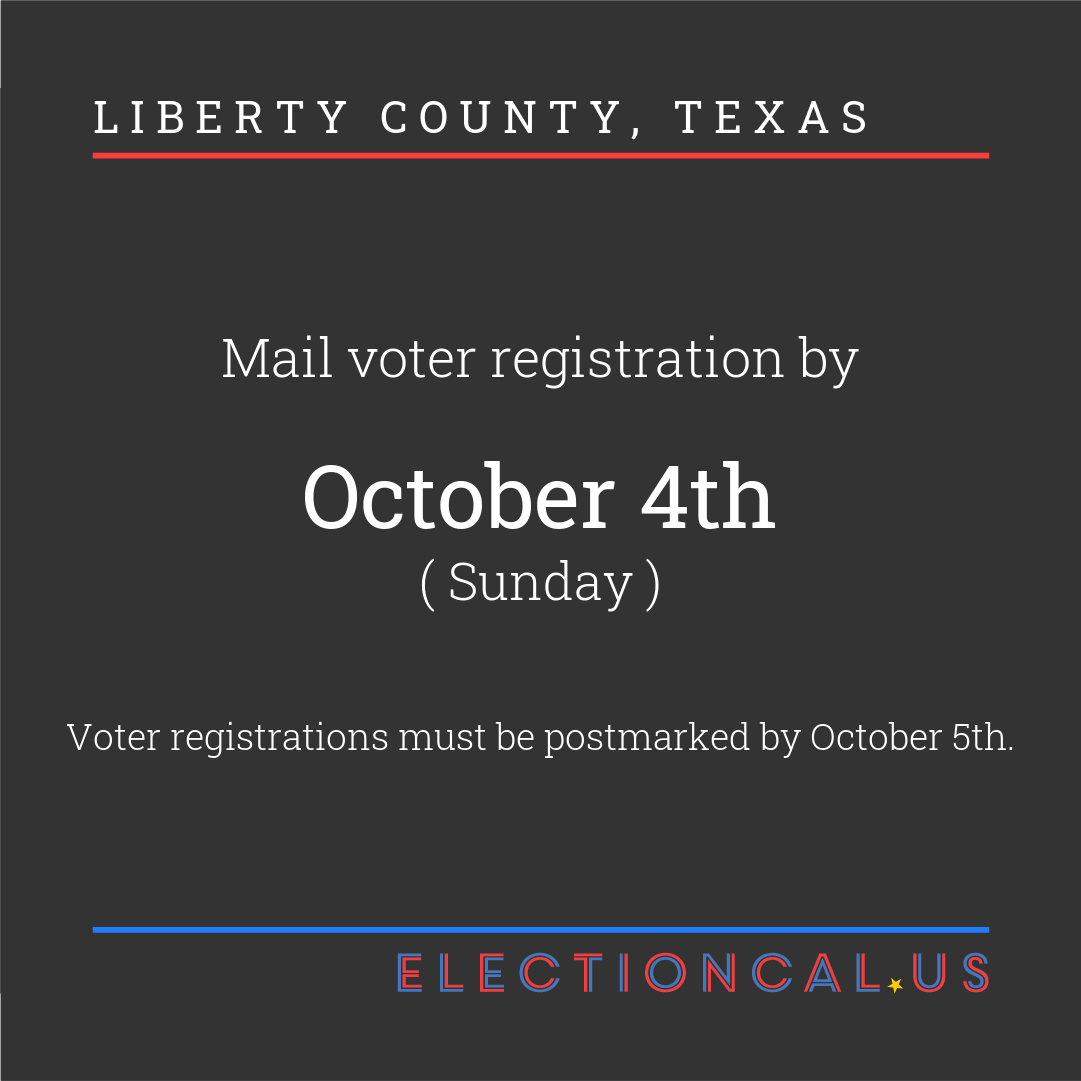 LIBERTY COUNTY, TEXAS
Mail voter registration by
October 4th
( Sunday )
Voter registrations must be postmarked by October 5th.
ELECTIONCAL.US